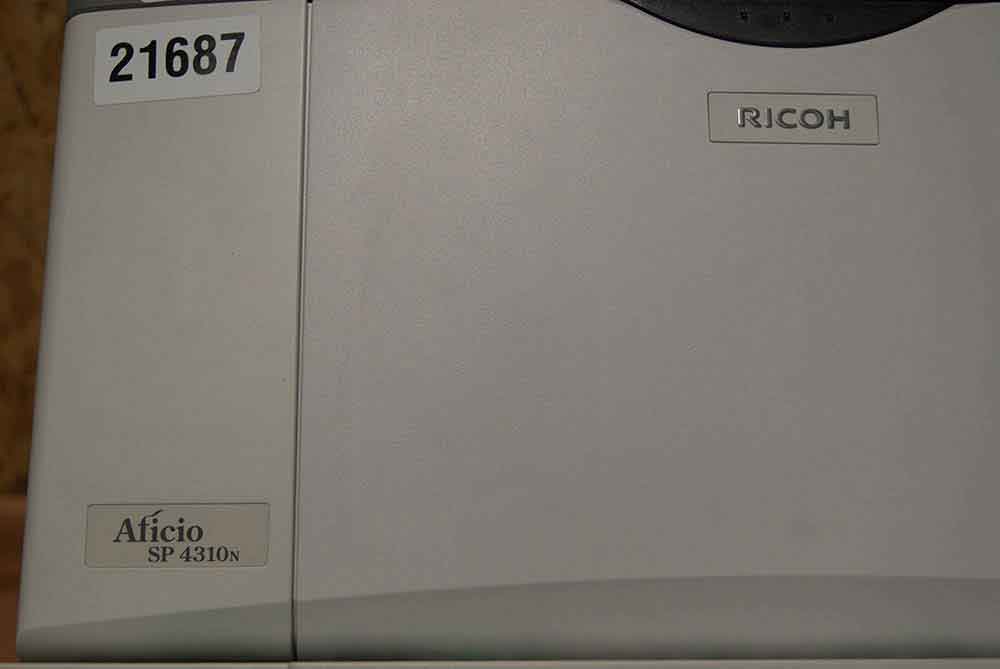 21687
RICOH
Aficio
SP 4310N